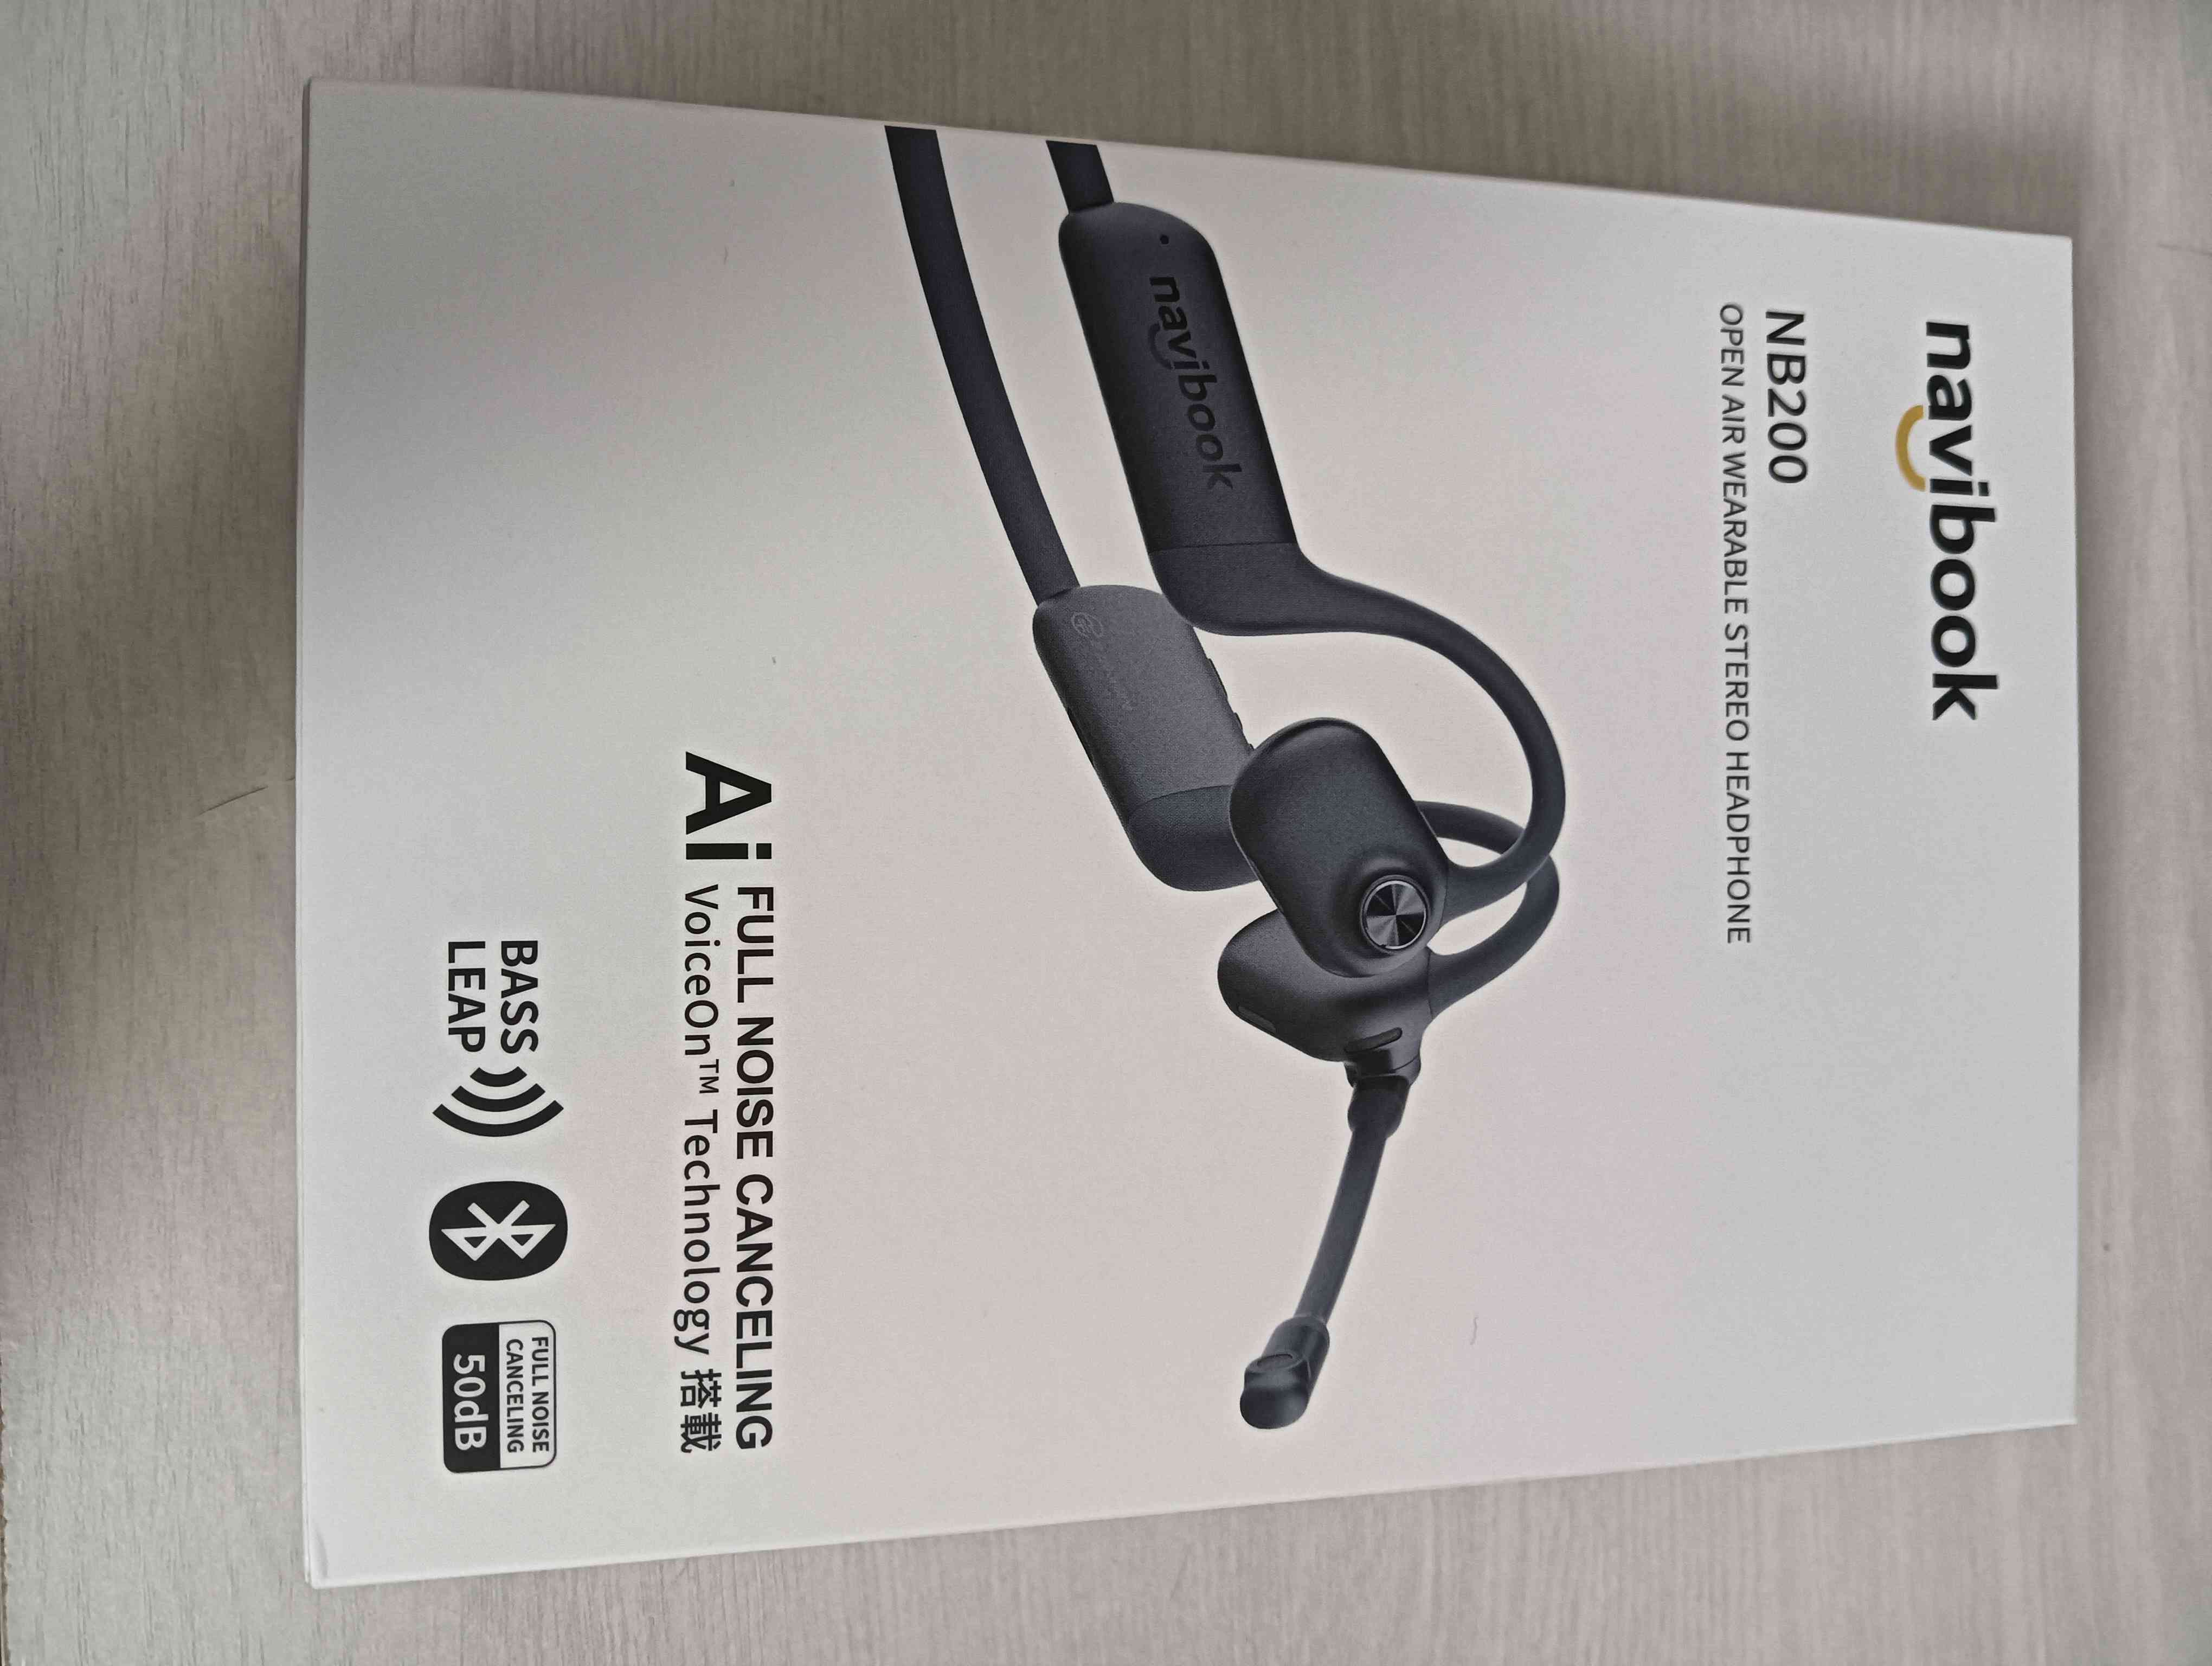 navibook
NB200
OPEN AIR WEARABLE STEREO HEADPHONE
navibook
Ai FULL NOISE CANCELING
VoiceOn™ Technology 搭載
BASS
LEAP
FULL NOISE
CANCELING
50dB